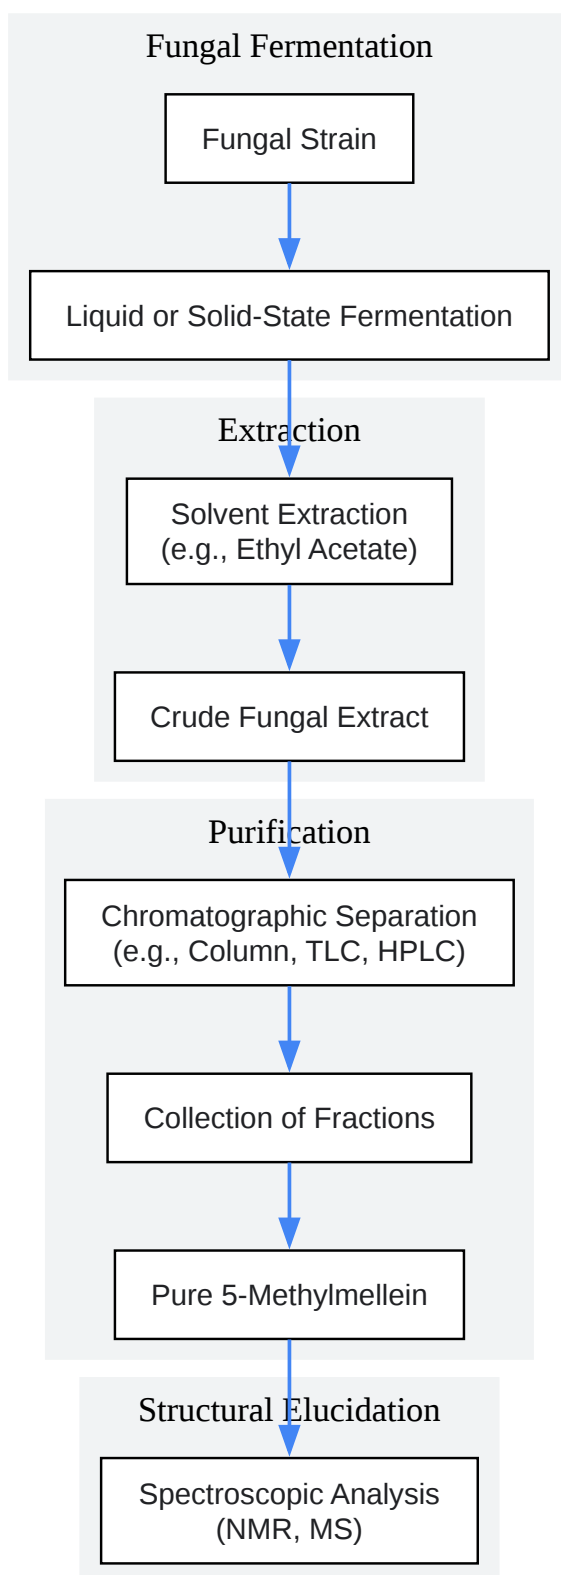 Fungal Fermentation
Fungal Strain
Liquid or Solid-State Fermentation
Extraction
Solvent Extraction
(e.g., Ethyl Acetate)
Crude Fungal Extract
Purification
Chromatographic Separation
(e.g., Column, TLC, HPLC)
Collection of Fractions
Pure 5-Methylmellein
Structural Elucidation
Spectroscopic Analysis
(NMR, MS)